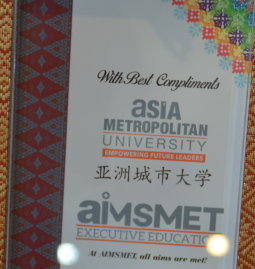 With Best Compliments
asia
METROPOLITAN
UNIVERSITY
EMPOWERING FUTURE LEADERS
亚洲城市大学
aiMSMET
EXECUTIVE EDUCATION
At AIMSMET, all aims are met!